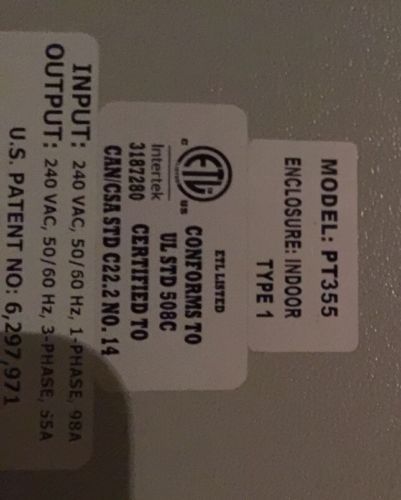 MODEL: PT355
ENCLOSURE: INDOOR
TYPE 1
ETL LISTED
CONFORMS TO
UL STD 508C
c ETL us
Intertek
3187280
CERTIFIED TO
CAN/CSA STD C22.2 NO. 14
INPUT: 240 VAC, 50/60 Hz, 1-PHASE, 98A
OUTPUT: 240 VAC, 50/60 Hz, 3-PHASE, 55A
U.S. PATENT NO: 6,297,971